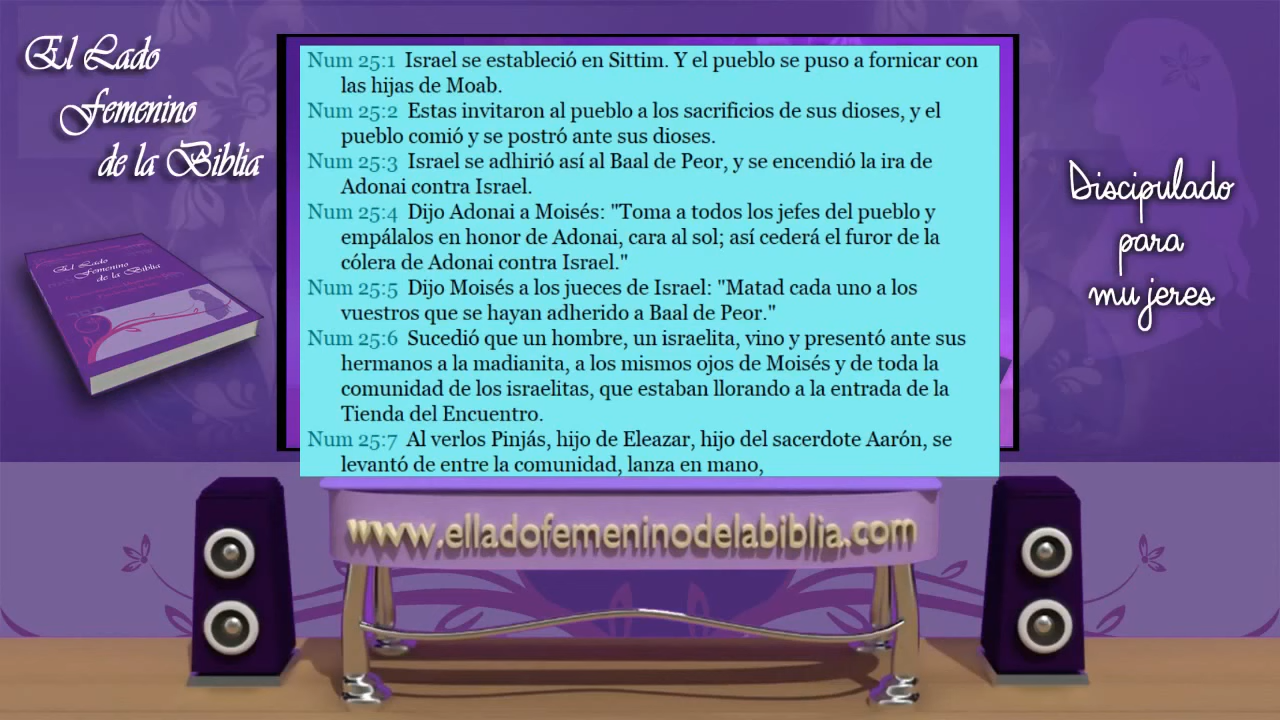 El Lado
Femenino
de la Biblia
Num 25:1 Israel se estableció en Sittim. Y el pueblo se puso a fornicar con
las hijas de Moab.
Num 25:2 Estas invitaron al pueblo a los sacrificios de sus dioses, y el
pueblo comió y se postró ante sus dioses.
Num 25:3 Israel se adhirió así al Baal de Peor, y se encendió la ira de
Adonai contra Israel.
Num 25:4 Dijo Adonai a Moisés: "Toma a todos los jefes del pueblo y
empálalos en honor de Adonai, cara al sol; así cederá el furor de la
cólera de Adonai contra Israel."
Num 25:5 Dijo Moisés a los jueces de Israel: "Matad cada uno a los
vuestros que se hayan adherido a Baal de Peor."
Num 25:6 Sucedió que un hombre, un israelita, vino y presentó ante sus
hermanos a la madianita, a los mismos ojos de Moisés y de toda la
comunidad de los israelitas, que estaban llorando a la entrada de la
Tienda del Encuentro.
Num 25:7 Al verlos Pinjás, hijo de Eleazar, hijo del sacerdote Aarón, se
levantó de entre la comunidad, lanza en mano,
Discipulado
para
mujeres
El Lado
Femenino
de la Biblia
www.elladofemeninodelabiblia.com